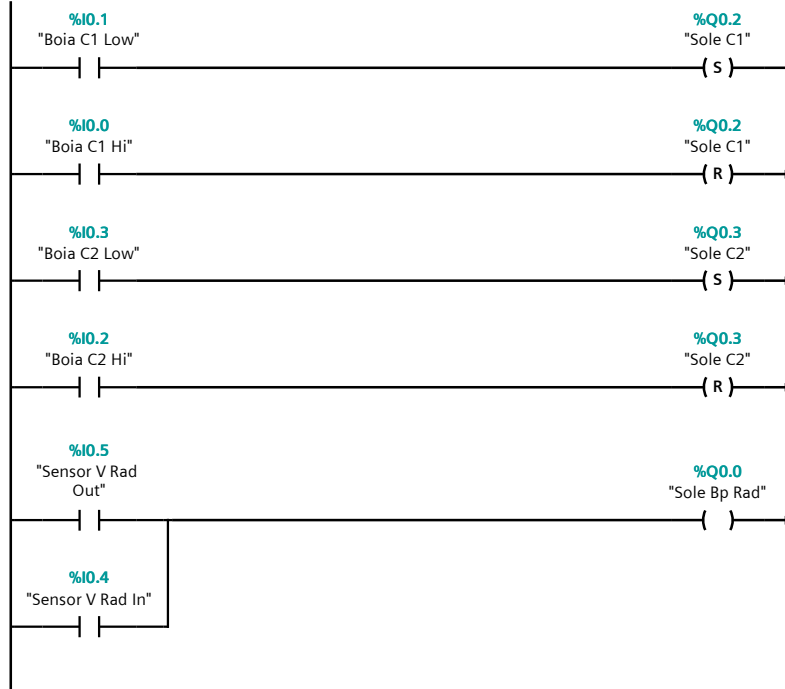 %I0.1 %Q0.2
"Boia C1 Low" "Sole C1"
S
%I0.0 %Q0.2
"Boia C1 Hi" "Sole C1"
R
%I0.3 %Q0.3
"Boia C2 Low" "Sole C2"
S
%I0.2 %Q0.3
"Boia C2 Hi" "Sole C2"
R
%I0.5
"Sensor V Rad
Out"
%Q0.0
"Sole Bp Rad"
%I0.4
"Sensor V Rad In"